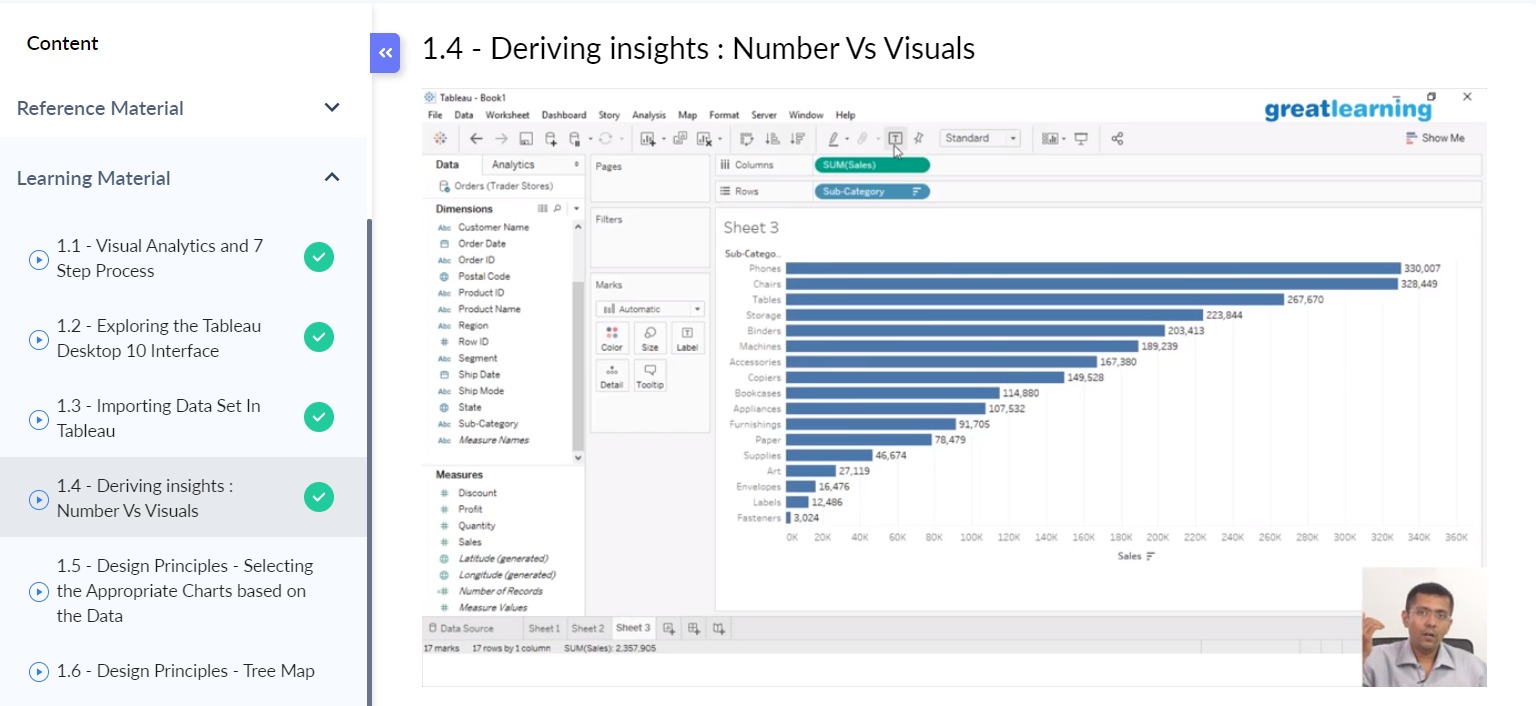 Content
Reference Material
Learning Material
1.1 - Visual Analytics and 7
Step Process
1.2 - Exploring the Tableau
Desktop 10 Interface
1.3 - Importing Data Set In
Tableau
1.4 - Deriving insights :
Number Vs Visuals
1.5 - Design Principles - Selecting
the Appropriate Charts based on
the Data
1.6 - Design Principles - Tree Map
1.4 - Deriving insights : Number Vs Visuals
Tableau - Book1
greatlearning
File Data Worksheet Dashboard Story Analysis Map Format Server Window Help
Standard
Show Me
Data Analytics
Orders (Trader Stores)
Dimensions
Abc Customer Name
Order Date
Abc Order ID
Postal Code
Abc Product ID
Abc Product Name
Abc Region
# Row ID
Abc Segment
Ship Date
Abc Ship Mode
State
Abc Sub-Category
Abc Measure Names
Measures
# Discount
# Profit
# Quantity
# Sales
Latitude (generated)
Longitude (generated)
=# Number of Records
# Measure Values
Pages
Filters
Marks
Automatic
Color Size Label
Detail Tooltip
Columns SUM(Sales)
Rows Sub-Category
Sheet 3
Sub-Catego..
Phones 330,007
Chairs 328,449
Tables 267,670
Storage 223,844
Binders 203,413
Machines 189,239
Accessories 167,380
Copiers 149,528
Bookcases 114,880
Appliances 107,532
Furnishings 91,705
Paper 78,479
Supplies 46,674
Art 27,119
Envelopes 16,476
Labels 12,486
Fasteners 3,024
0K 20K 40K 60K 80K 100K 120K 140K 160K 180K 200K 220K 240K 260K 280K 300K 320K 340K 360K
Sales
Data Source Sheet 1 Sheet 2 Sheet 3
17 marks 17 rows by 1 column SUM(Sales): 2,357,905